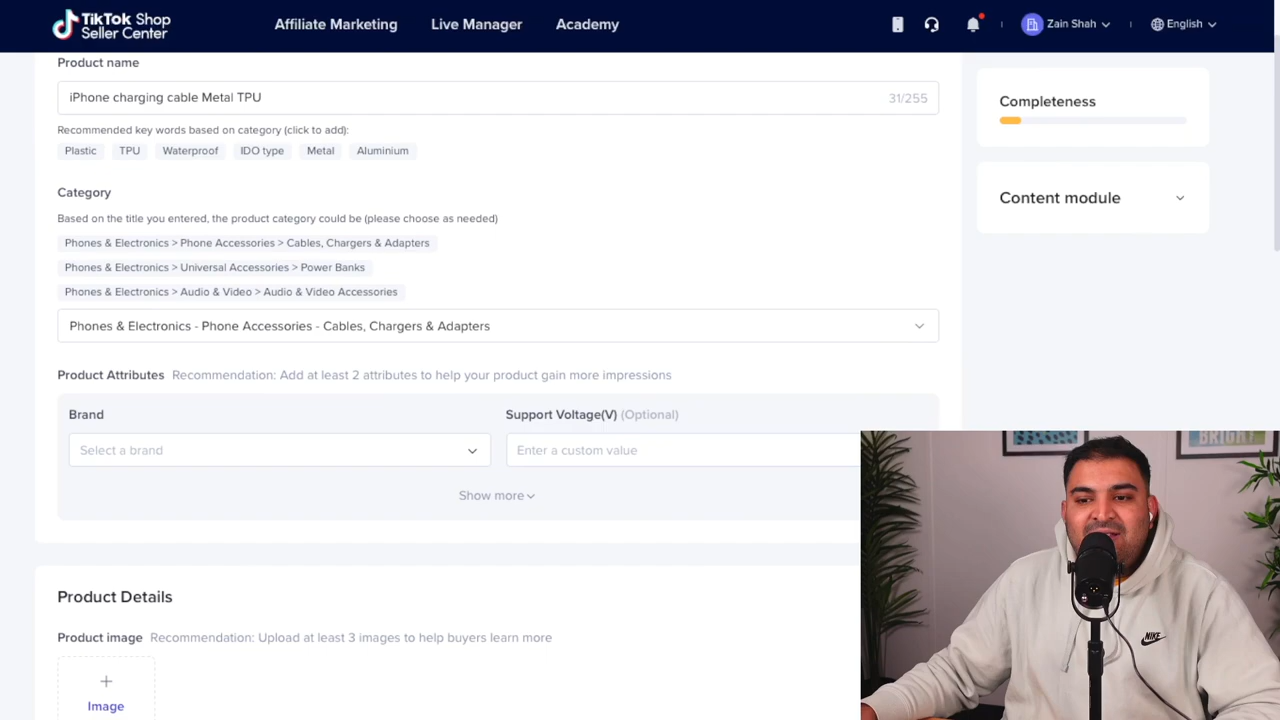 TikTok Shop
Seller Center
Affiliate Marketing
Live Manager
Academy
Zain Shah
English
Product name
iPhone charging cable Metal TPU
31/255
Recommended key words based on category (click to add):
Plastic
TPU
Waterproof
IDO type
Metal
Aluminium
Category
Based on the title you entered, the product category could be (please choose as needed)
Phones & Electronics > Phone Accessories > Cables, Chargers & Adapters
Phones & Electronics > Universal Accessories > Power Banks
Phones & Electronics > Audio & Video > Audio & Video Accessories
Phones & Electronics - Phone Accessories - Cables, Chargers & Adapters
Product Attributes Recommendation: Add at least 2 attributes to help your product gain more impressions
Brand
Support Voltage(V) (Optional)
Select a brand
Enter a custom value
Show more
Product Details
Product image Recommendation: Upload at least 3 images to help buyers learn more
Image
Completeness
Content module
BRIGHT
NIKE